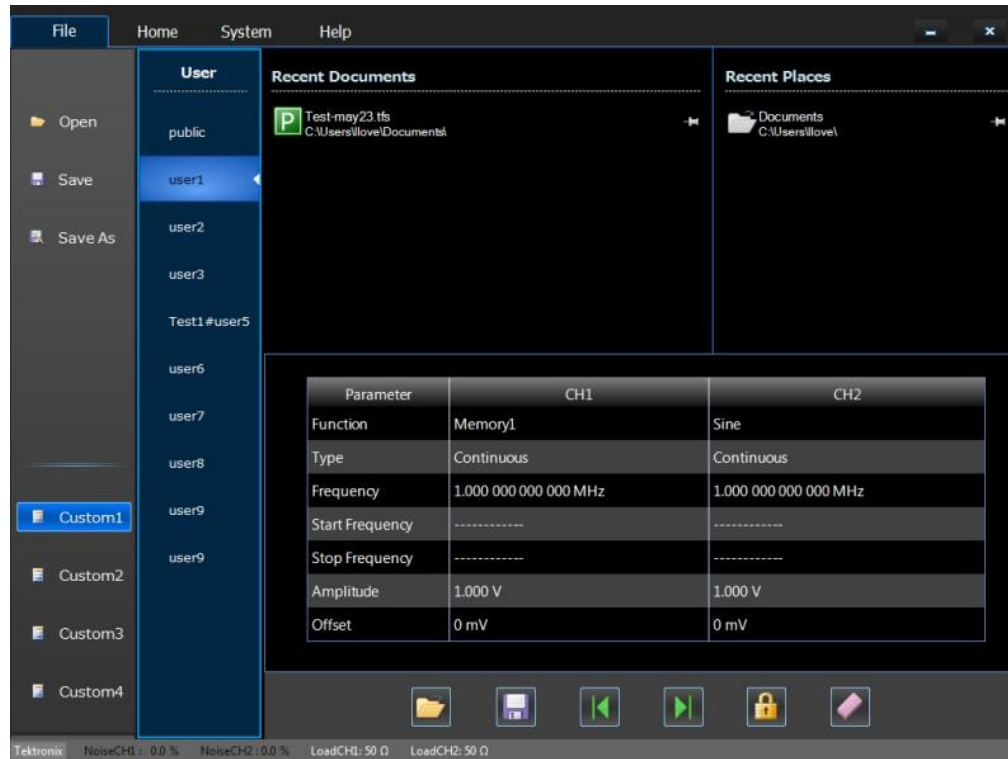 File Home System Help
Open
Save
Save As
Custom1
Custom2
Custom3
Custom4
User
public
user1
user2
user3
Test1#user5
user6
user7
user8
user9
user9
Recent Documents
P
Test-may23.tfs
C:\Users\llove\Documents\
Recent Places
Documents
C:\Users\llove\
Parameter CH1 CH2
Function Memory1 Sine
Type Continuous Continuous
Frequency 1.000 000 000 000 MHz 1.000 000 000 000 MHz
Start Frequency ------------ ------------
Stop Frequency ------------ ------------
Amplitude 1.000 V 1.000 V
Offset 0 mV 0 mV
Tektronix NoiseCH1 : 0.0 % NoiseCH2 : 0.0 % LoadCH1: 50 Ω LoadCH2: 50 Ω